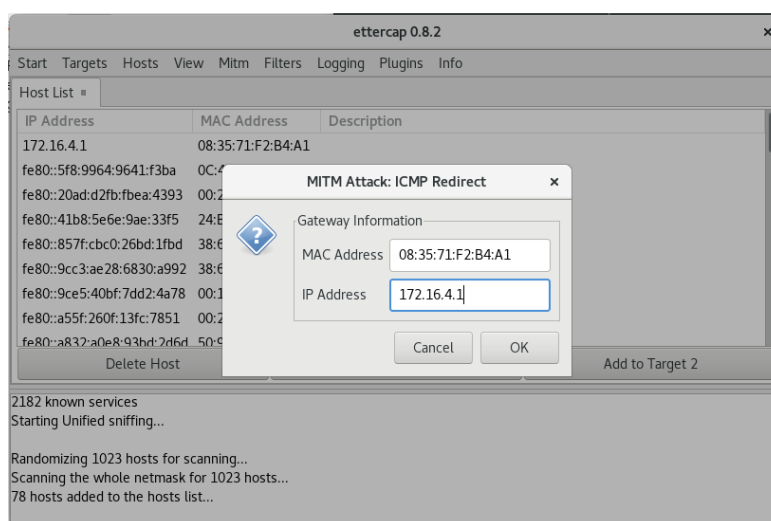 ettercap 0.8.2
Start Targets Hosts View Mitm Filters Logging Plugins Info
Host List
IP Address MAC Address Description
172.16.4.1 08:35:71:F2:B4:A1
fe80::5f8:9964:9641:f3ba
fe80::20ad:d2fb:fbea:4393
fe80::41b8:5e6e:9ae:33f5
fe80::857f:cbc0:26bd:1fbd
fe80::9cc3:ae28:6830:a992
fe80::9ce5:40bf:7dd2:4a78
fe80::a55f:260f:13fc:7851
fe80::a832:a0e8:93bd:2d6d
MITM Attack: ICMP Redirect
Gateway Information
MAC Address 08:35:71:F2:B4:A1
IP Address 172.16.4.1
Cancel OK
Delete Host Add to Target 2
2182 known services
Starting Unified sniffing...
Randomizing 1023 hosts for scanning...
Scanning the whole netmask for 1023 hosts...
78 hosts added to the hosts list...